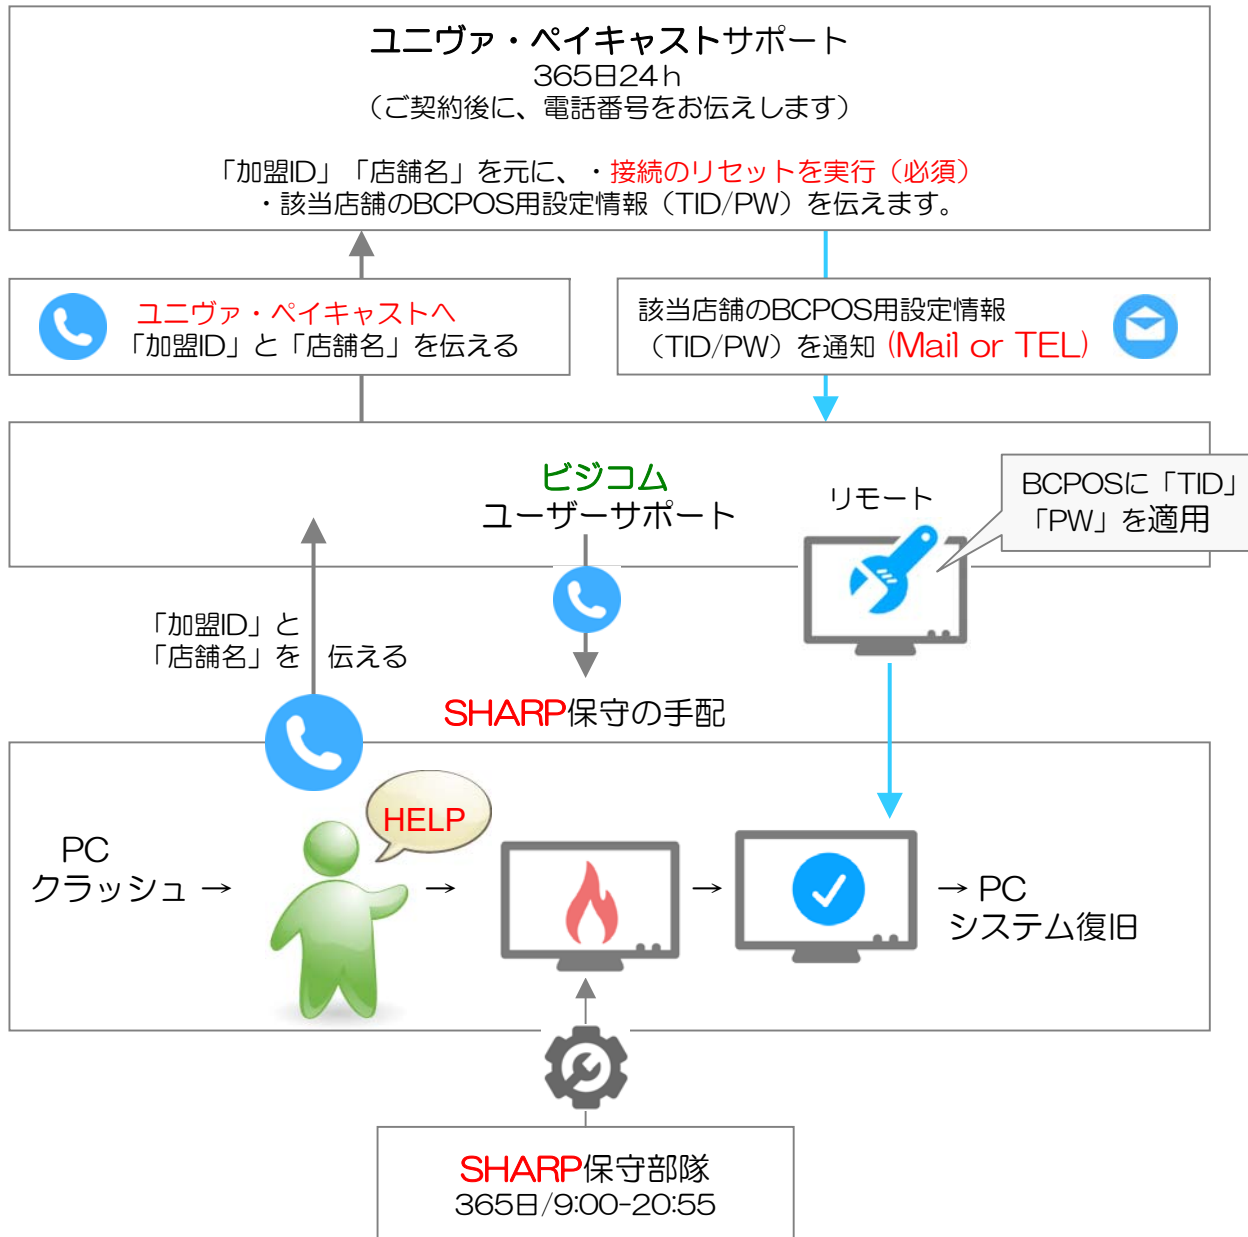 ユニヴァ・ペイキャストサポート
365日24h
（ご契約後に、電話番号をお伝えします）
「加盟ID」「店舗名」を元に、・接続のリセットを実行（必須）
・該当店舗のBCPOS用設定情報（TID/PW）を伝えます。
ユニヴァ・ペイキャストへ
「加盟ID」と「店舗名」を伝える
該当店舗のBCPOS用設定情報
（TID/PW）を通知 (Mail or TEL)
ビジコム
ユーザーサポート
リモート
BCPOSに「TID」
「PW」を適用
「加盟ID」と
「店舗名」を 伝える
SHARP保守の手配
HELP
PC
クラッシュ →
→
→
→ PC
システム復旧
SHARP保守部隊
365日/9:00-20:55